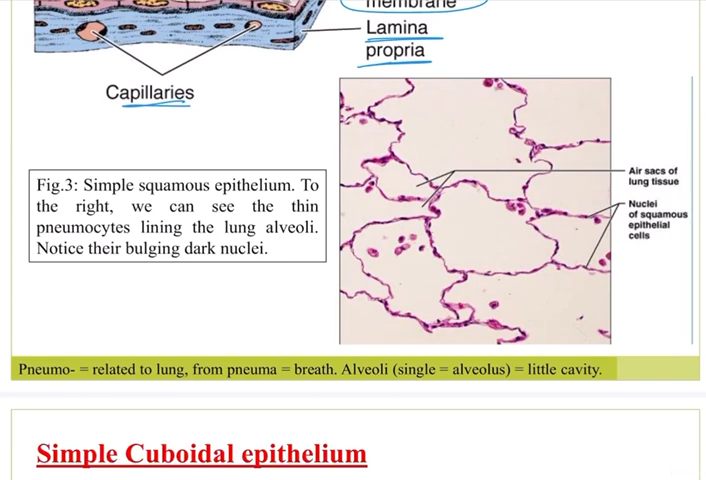 membrane
Lamina
propria
Capillaries
Air sacs of
lung tissue
Nuclei
of squamous
epithelial
cells
Fig.3: Simple squamous epithelium. To
the right, we can see the thin
pneumocytes lining the lung alveoli.
Notice their bulging dark nuclei.
Pneumo- = related to lung, from pneuma = breath. Alveoli (single = alveolus) = little cavity.
Simple Cuboidal epithelium